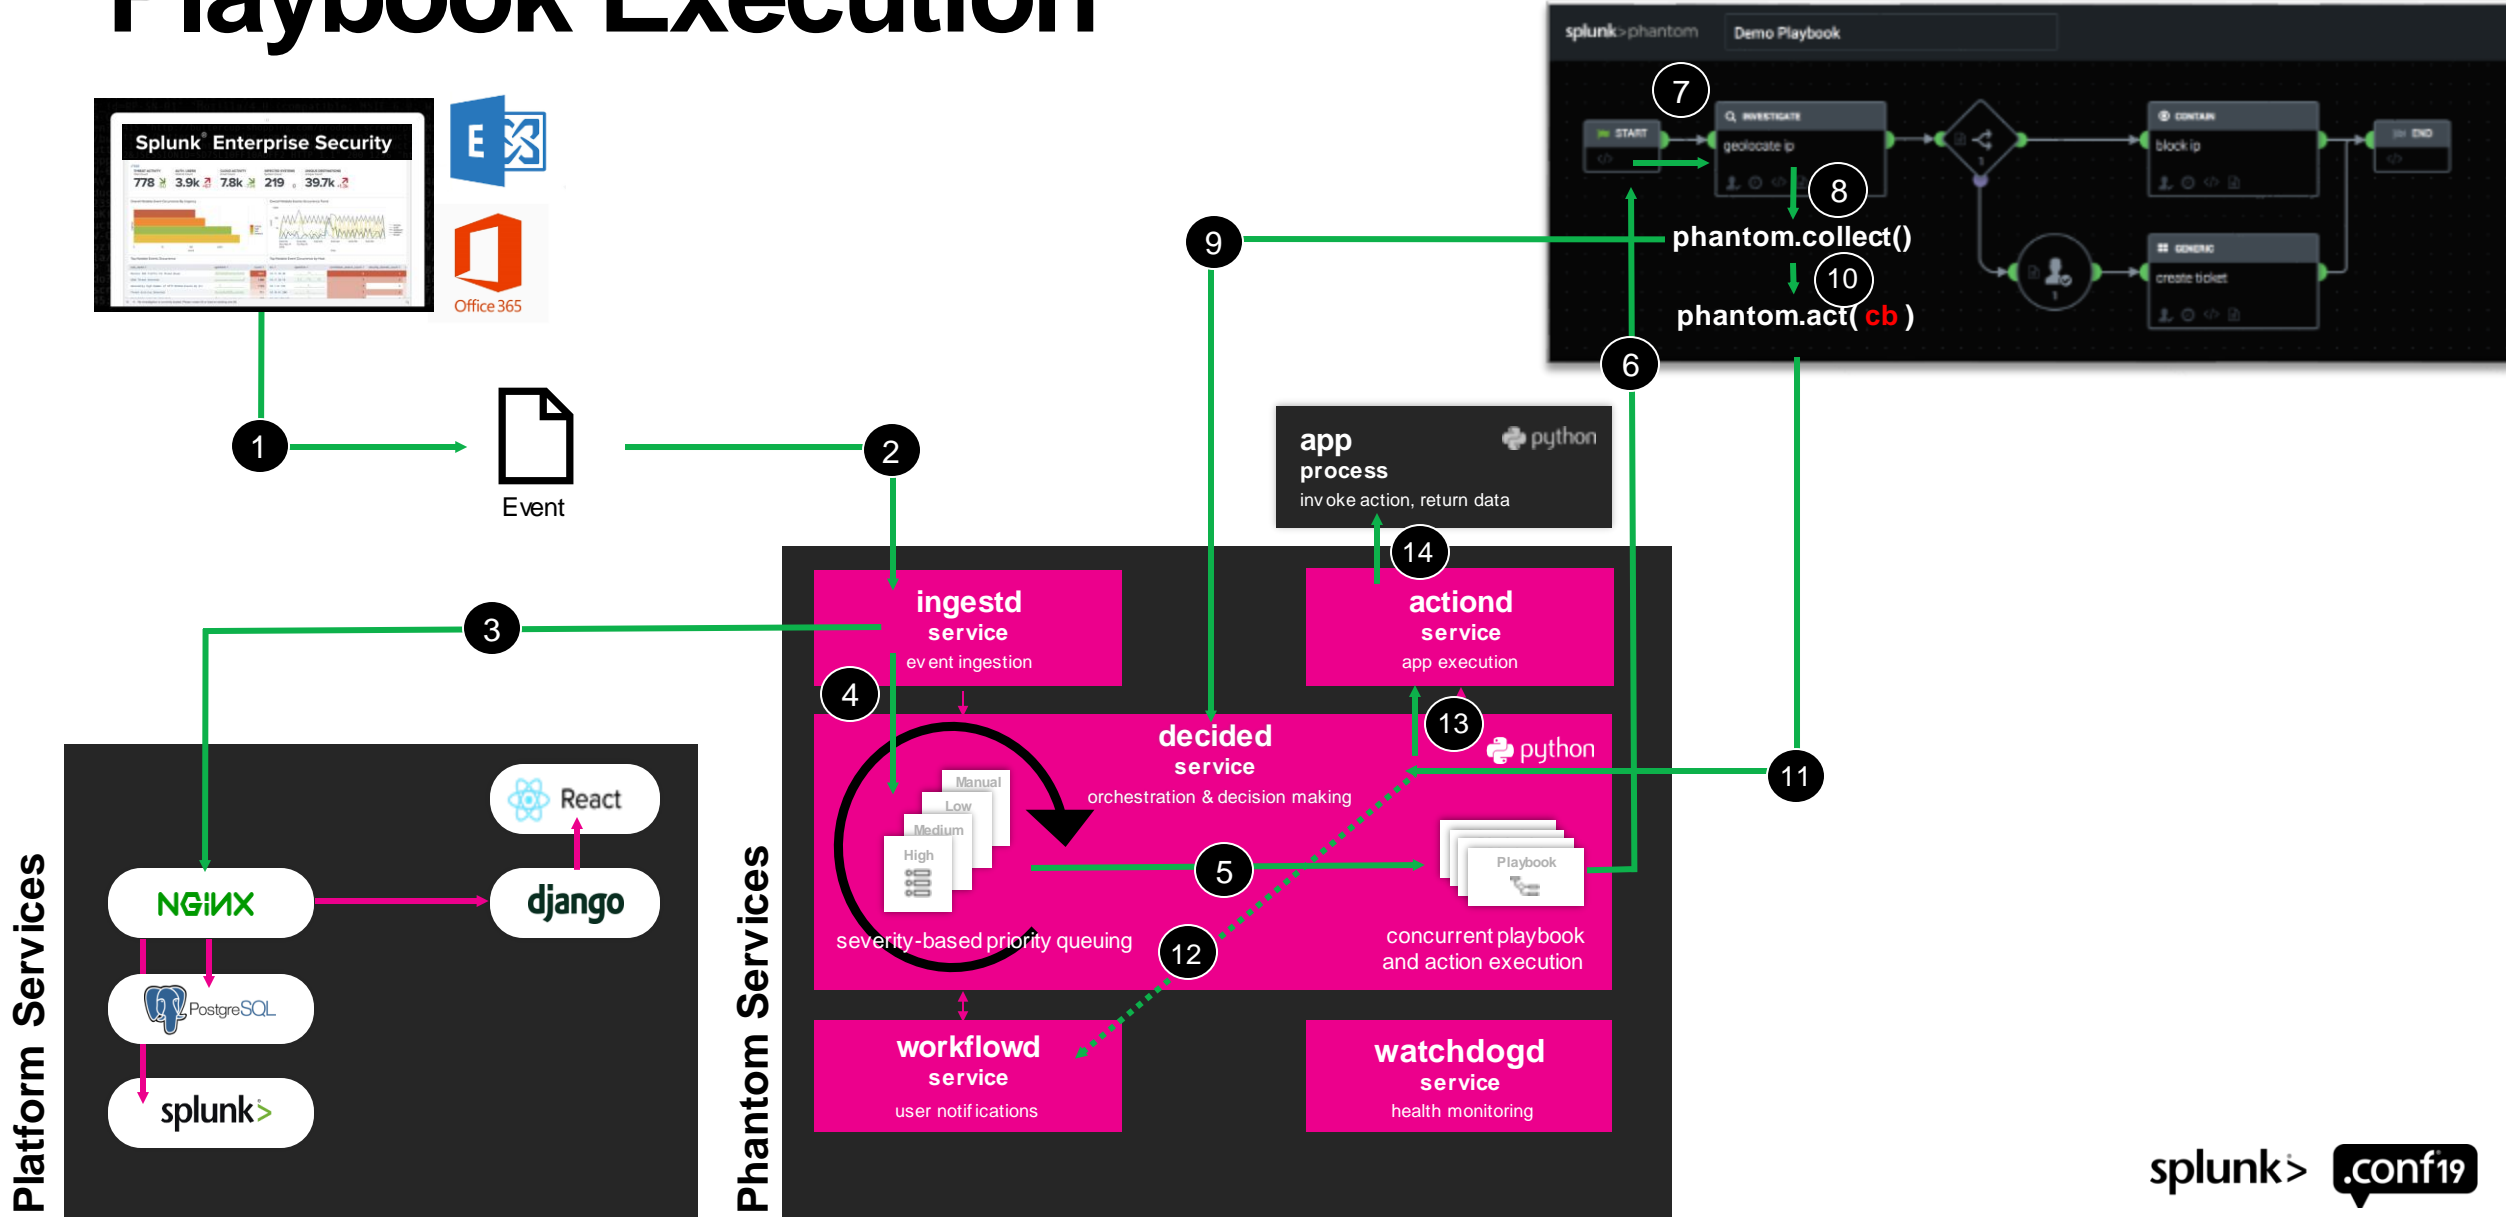 Playbook Execution
splunk>phantom
Demo Playbook
7
START
INVESTIGATE
geolocate ip
1
CONTAIN
block ip
END
8
phantom.collect()
10
phantom.act( cb )
GENERIC
create ticket
1
Splunk® Enterprise Security
778
3.9k
7.8k
219
39.7k
E
Office 365
9
6
1
Event
2
app
process
invoke action, return data
python
14
3
ingestd
service
event ingestion
actiond
service
app execution
4
13
decided
service
orchestration & decision making
python
11
Manual
Low
Medium
High
5
Playbook
severity-based priority queuing
12
concurrent playbook
and action execution
workflowd
service
user notifications
watchdogd
service
health monitoring
Platform Services
React
NGINX
django
PostgreSQL
splunk>
Phantom Services
splunk>
.conf19